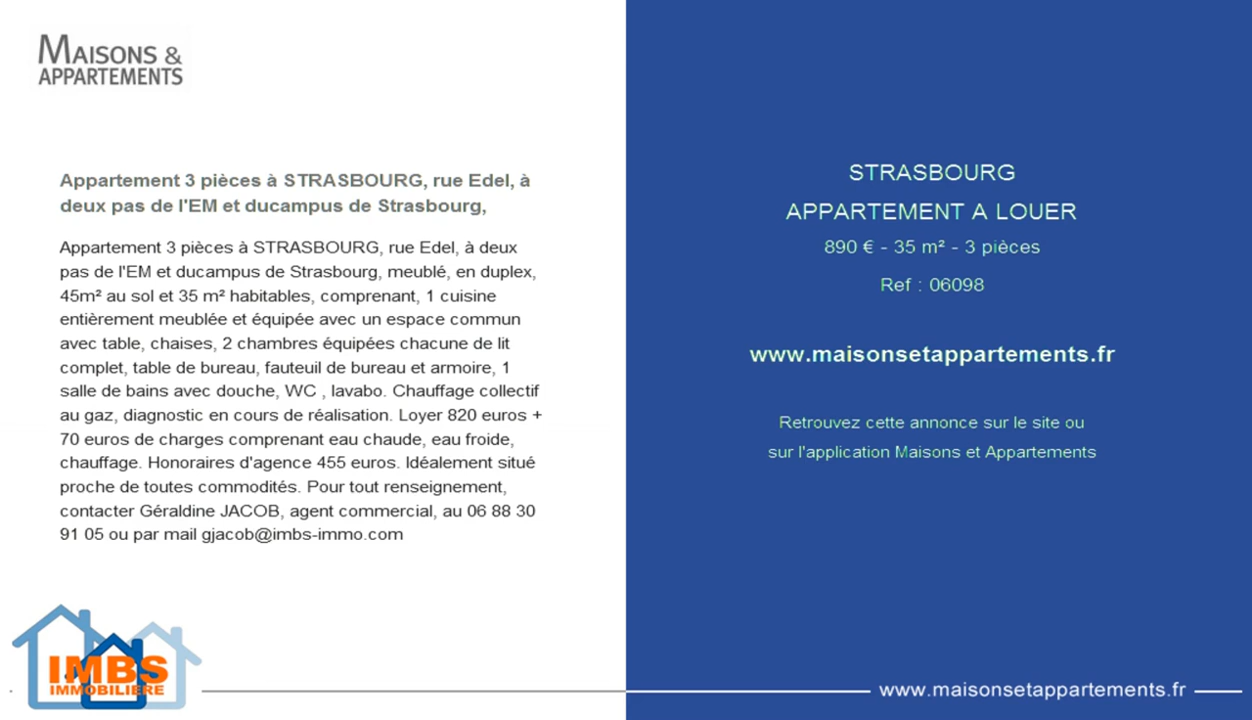 MAISONS &
APPARTEMENTS
Appartement 3 pièces à STRASBOURG, rue Edel, à
deux pas de l'EM et ducampus de Strasbourg,
Appartement 3 pièces à STRASBOURG, rue Edel, à deux
pas de l'EM et ducampus de Strasbourg, meublé, en duplex,
45m² au sol et 35 m² habitables, comprenant, 1 cuisine
entièrement meublée et équipée avec un espace commun
avec table, chaises, 2 chambres équipées chacune de lit
complet, table de bureau, fauteuil de bureau et armoire, 1
salle de bains avec douche, WC , lavabo. Chauffage collectif
au gaz, diagnostic en cours de réalisation. Loyer 820 euros +
70 euros de charges comprenant eau chaude, eau froide,
chauffage. Honoraires d'agence 455 euros. Idéalement situé
proche de toutes commodités. Pour tout renseignement,
contacter Géraldine JACOB, agent commercial, au 06 88 30
91 05 ou par mail gjacob@imbs-immo.com
IMBS
IMMOBILIERE
STRASBOURG
APPARTEMENT A LOUER
890 € - 35 m² - 3 pièces
Ref : 06098
www.maisonsetappartements.fr
Retrouvez cette annonce sur le site ou
sur l'application Maisons et Appartements
www.maisonsetappartements.fr